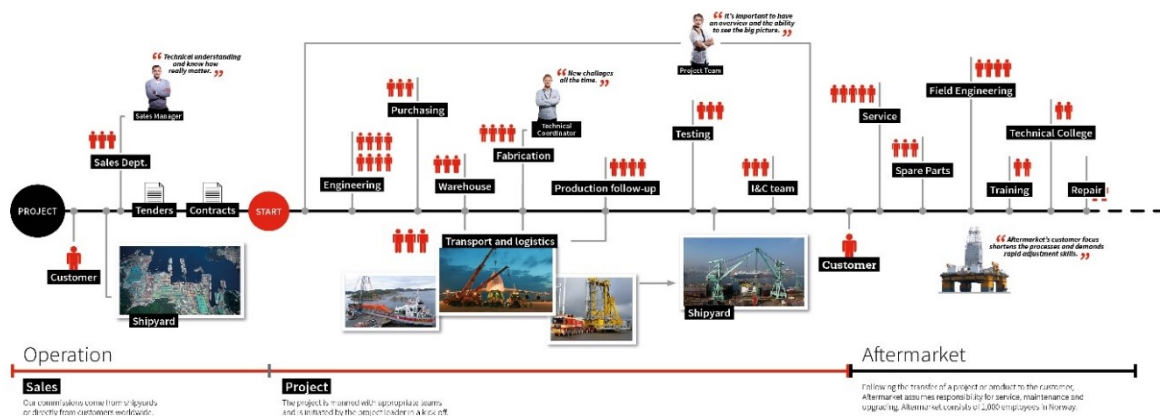 “ It's important to have
an overview and the ability
to see the big picture. ”
“ Technical understanding
and know how
really matter. ”
Project Team
“ New challages
all the time. ”
Sales Manager
Technical
Coordinator
Sales Dept.
Engineering
Purchasing
Warehouse
Fabrication
Production follow-up
Testing
I&C team
Service
Spare Parts
Field Engineering
Technical College
Training
Repair
PROJECT
Tenders
Contracts
START
Customer
Shipyard
Transport and logistics
Shipyard
Customer
“ Aftermarket's customer focus
shortens the processes and demands
rapid adjustment skills. ”
Operation
Sales
Our commissions come from shipyards
or directly from customers worldwide.
Project
The project is manned with appropriate teams
and is initiated by the project leader in a kick off.
Aftermarket
Following the transfer of a project or product to the customer,
Aftermarket assumes responsibility for service, maintenance and
upgrading. Aftermarket consists of 1,000 employees in Norway.